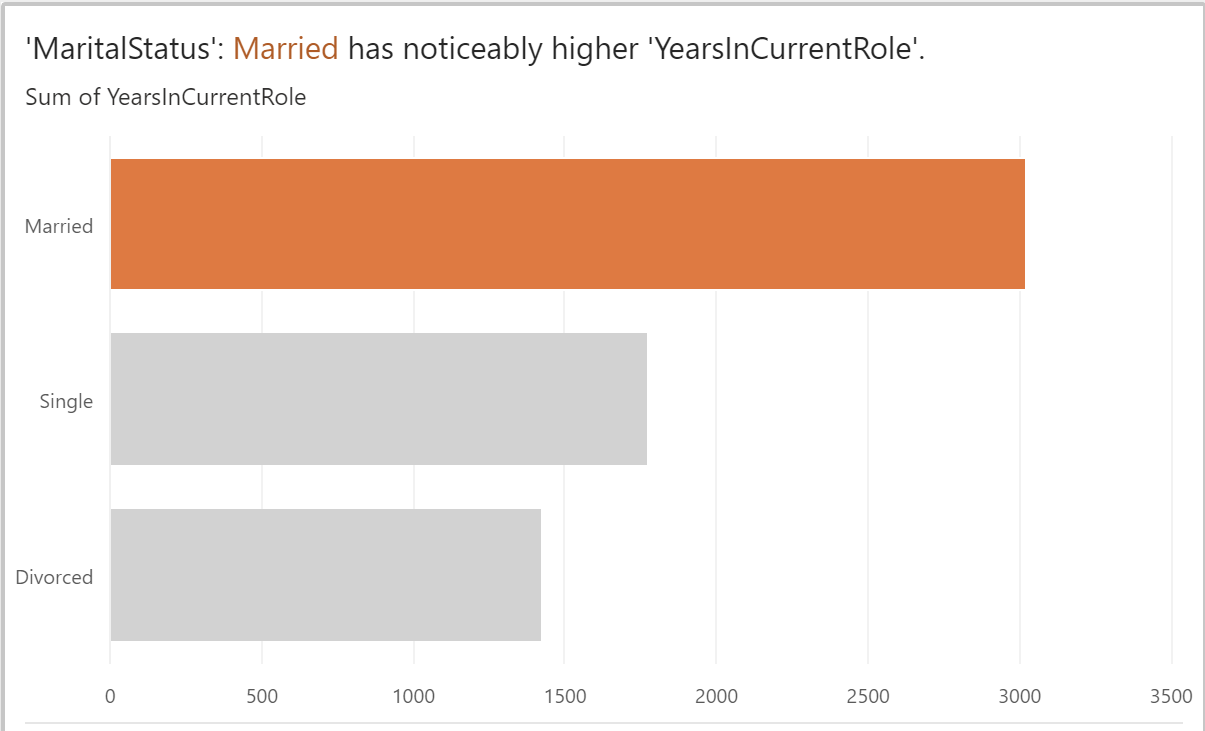 'MaritalStatus': Married has noticeably higher 'YearsInCurrentRole'.
Sum of YearsInCurrentRole
Married
Single
Divorced
0 500 1000 1500 2000 2500 3000 3500